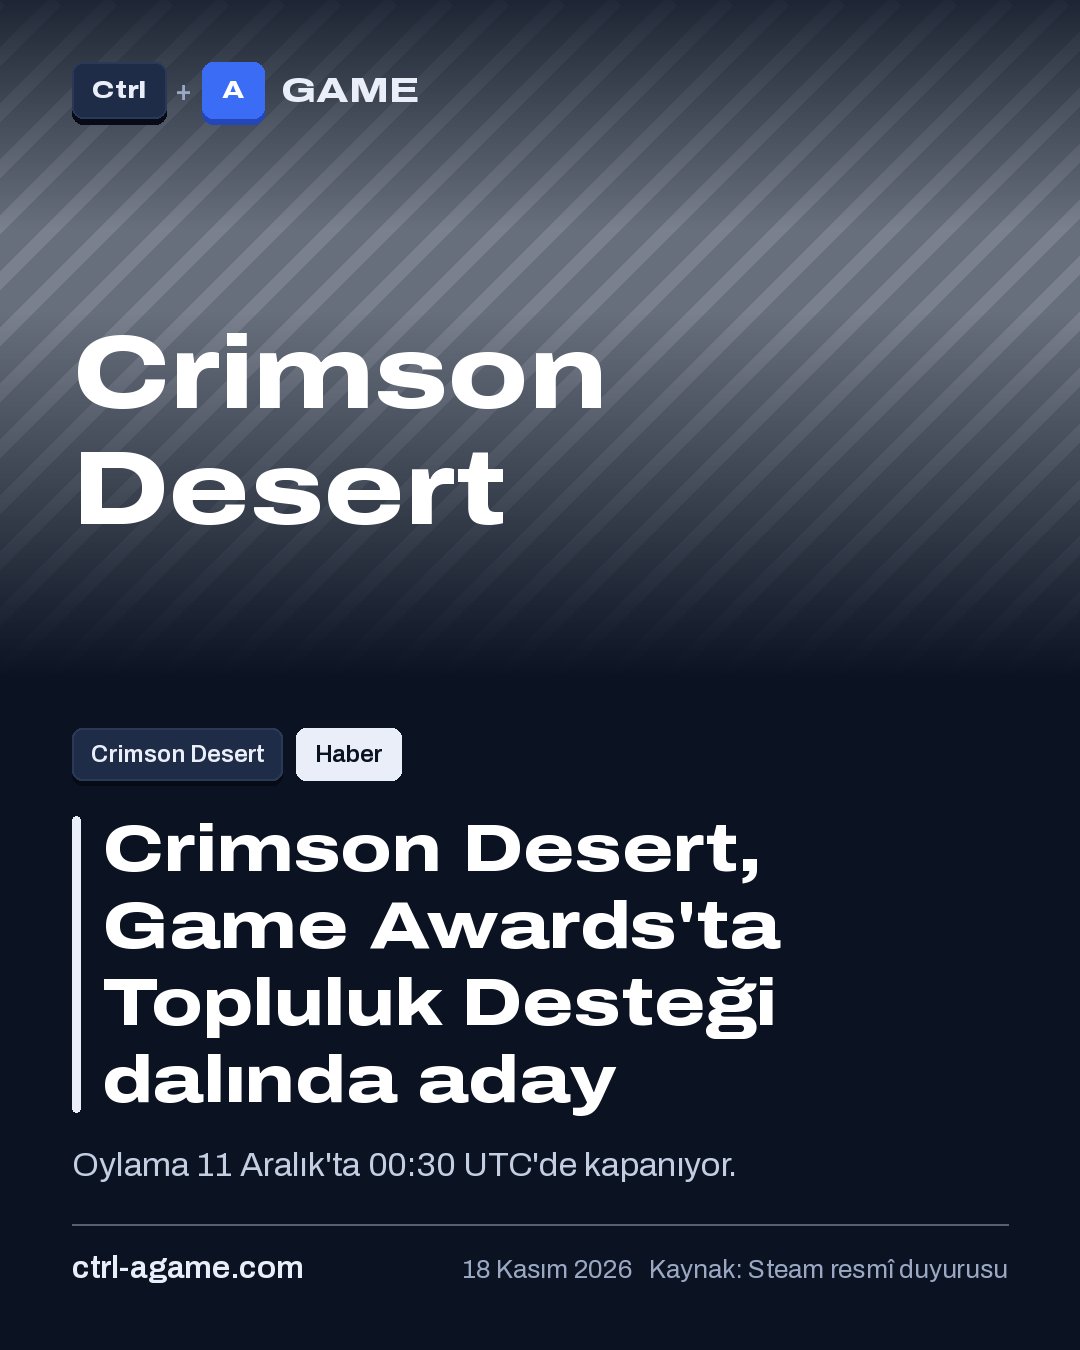 Ctrl + A GAME
Crimson
Desert
Crimson Desert Haber
Crimson Desert,
Game Awards'ta
Topluluk Desteği
dalında aday
Oylama 11 Aralık'ta 00:30 UTC'de kapanıyor.
ctrl-agame.com 18 Kasım 2026 Kaynak: Steam resmî duyurusu